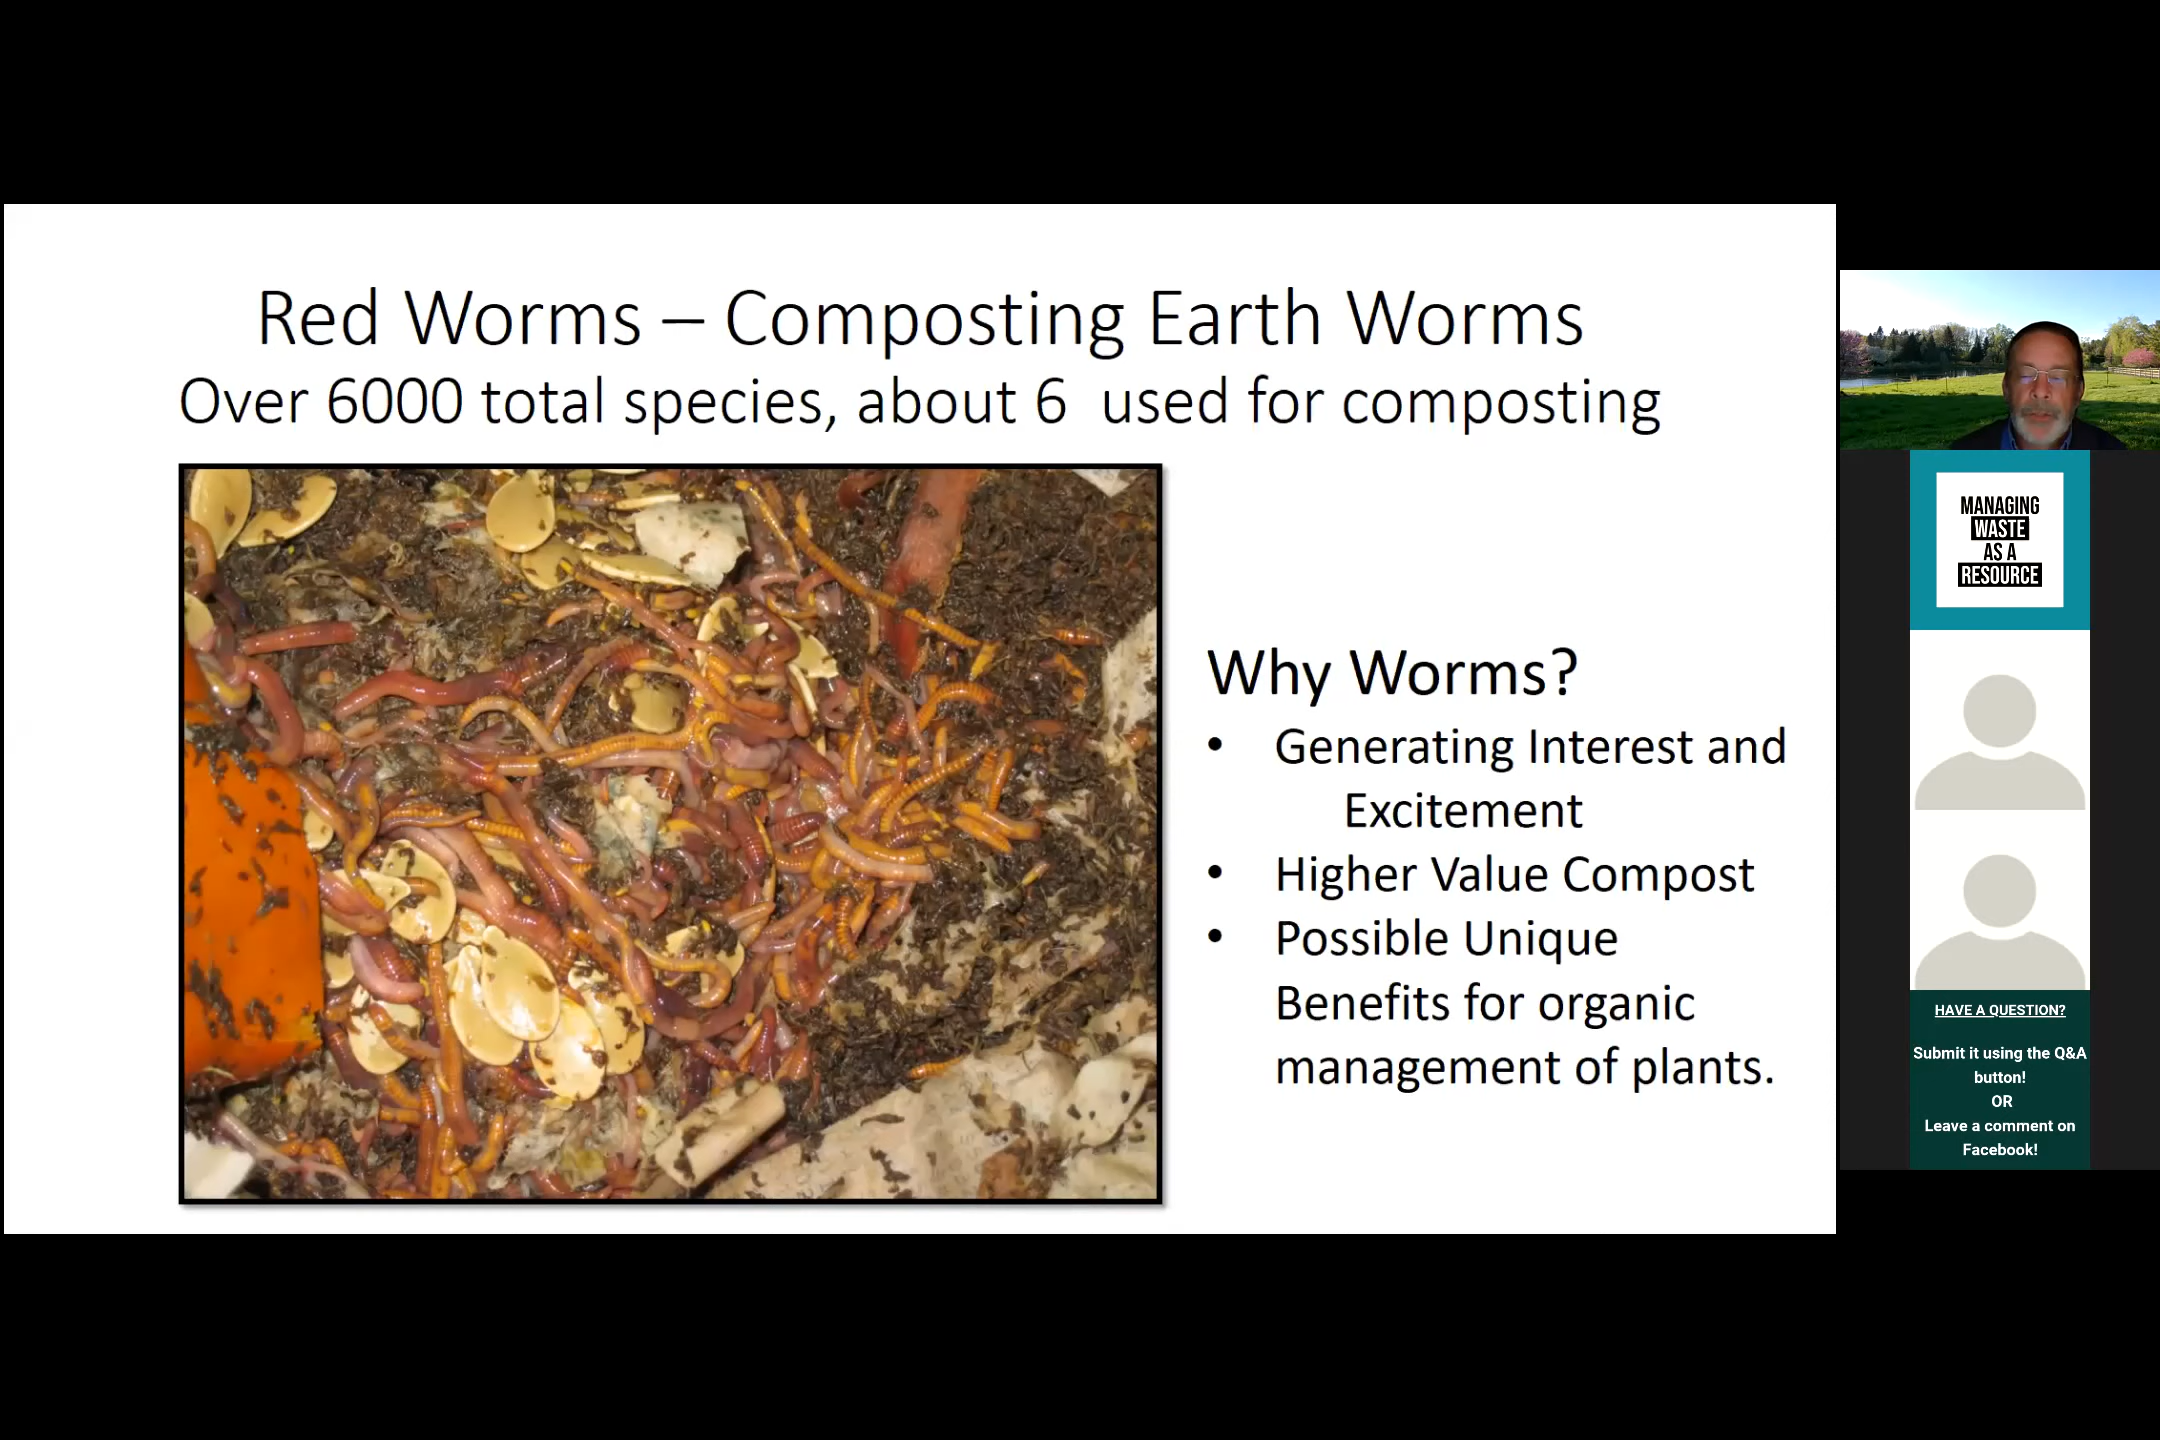 Red Worms – Composting Earth Worms
Over 6000 total species, about 6 used for composting
Why Worms?
• Generating Interest and
Excitement
• Higher Value Compost
• Possible Unique
Benefits for organic
management of plants.
MANAGING
WASTE
AS A
RESOURCE
HAVE A QUESTION?
Submit it using the Q&A
button!
OR
Leave a comment on
Facebook!